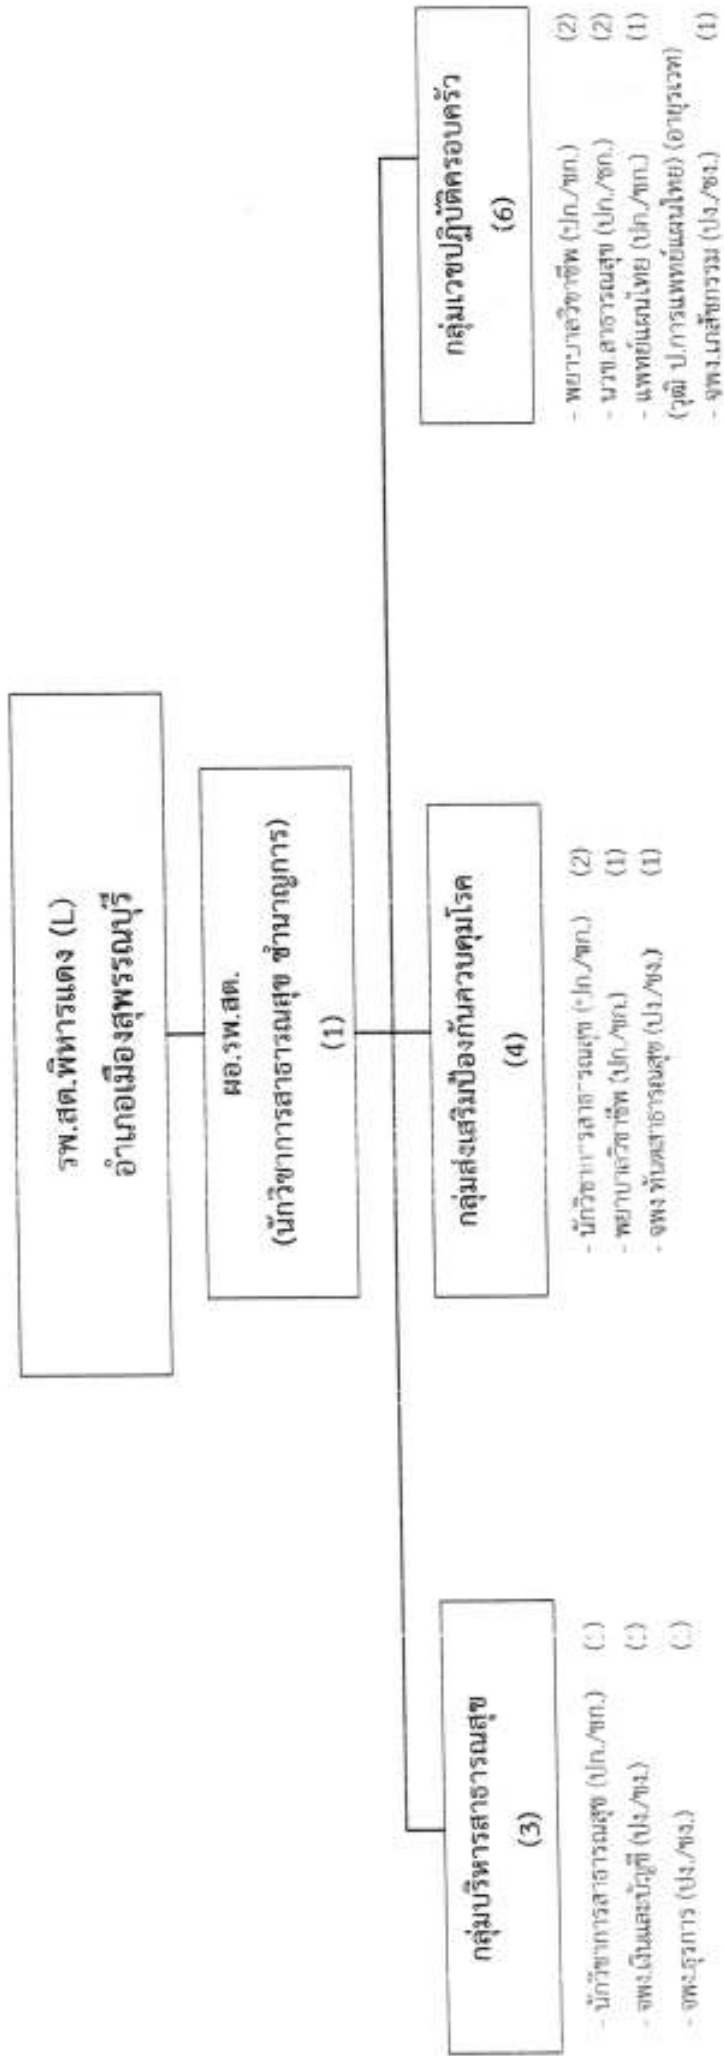 รพ.สต.พิหารแดง (L)
อำเภอเมืองสุพรรณบุรี
ผอ.รพ.สต.
(นักวิชาการสาธารณสุข ชำนาญการ)
(1)
กลุ่มบริหารสาธารณสุข
(3)
- นักวิชาการสาธารณสุข (ปก./ชก.)
- จพง.เงินและบัญชี (ปง./ชง.)
- จพง.ธุรการ (ปง./ชง.)
กลุ่มส่งเสริมป้องกันควบคุมโรค
(4)
- นักวิชาการสาธารณสุข (ปก./ชก.) (2)
- พยาบาลวิชาชีพ (ปก./ชก.) (1)
- จพง ทันตสาธารณสุข (ปง./ชง.) (1)
กลุ่มเวชปฏิบัติครอบครัว
(6)
- พยาบาลวิชาชีพ (ปก./ชก.) (2)
- นวช.สาธารณสุข (ปก./ชก.) (2)
- แพทย์แผนไทย (ปก./ชก.) (1)
(วุฒิ ป.การแพทย์แผนไทย) (อายุรเวท)
- จพง.เภสัชกรรม (ปง./ชง.) (1)